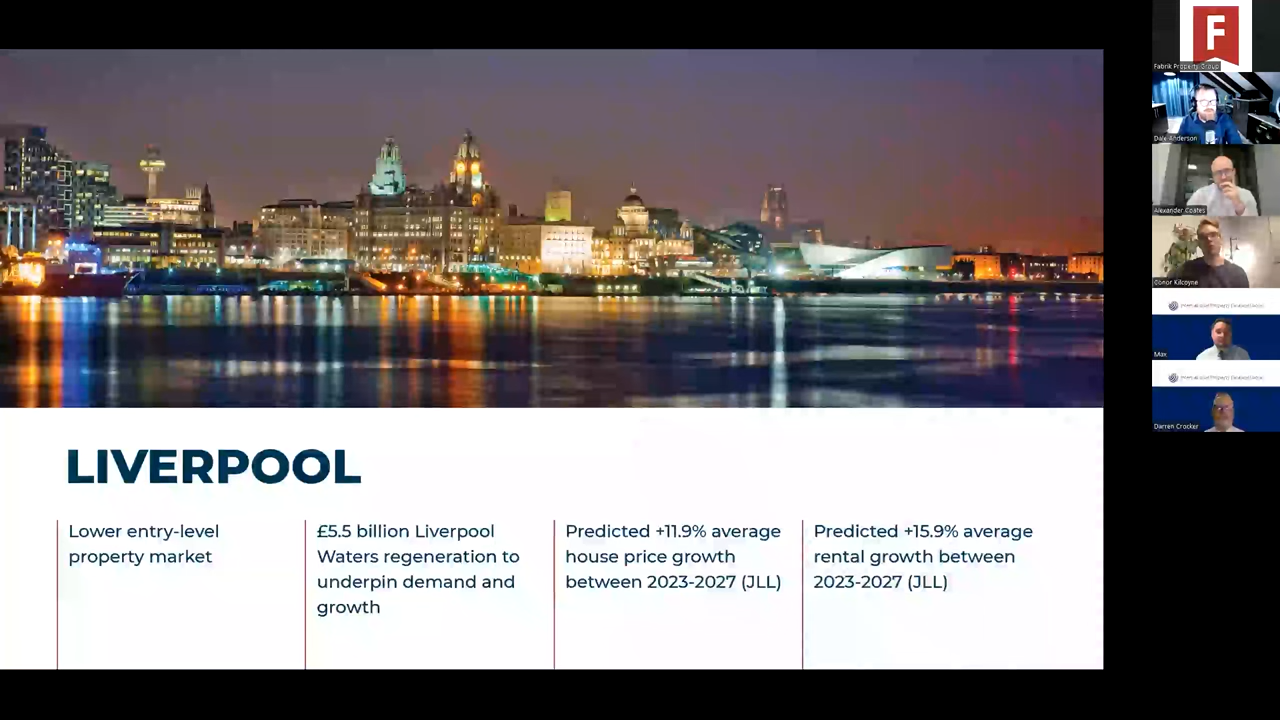 F
Fabrik Property Group
Dale Anderson
Alexander Coates
Conor Kilcoyne
Max
Darren Crocker
LIVERPOOL
Lower entry-level
property market
£5.5 billion Liverpool
Waters regeneration to
underpin demand and
growth
Predicted +11.9% average
house price growth
between 2023-2027 (JLL)
Predicted +15.9% average
rental growth between
2023-2027 (JLL)